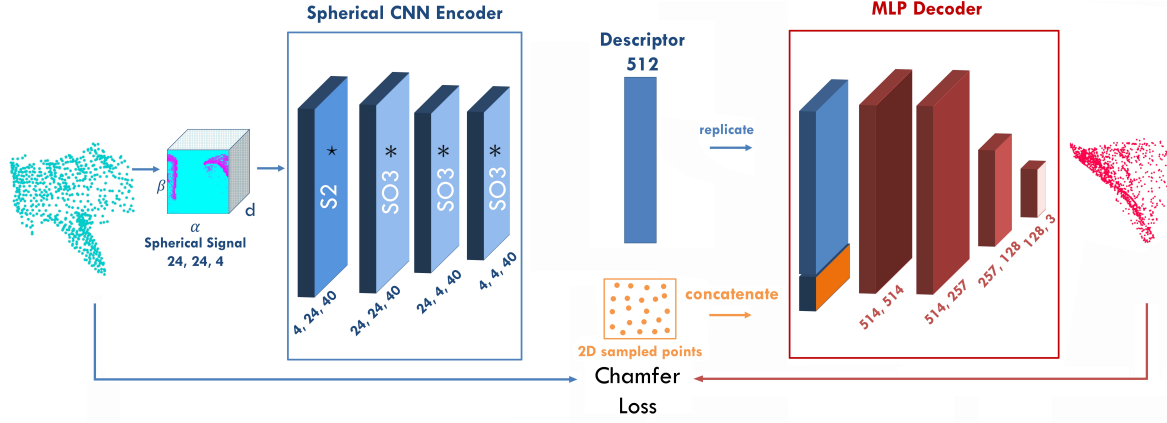 Spherical CNN Encoder
MLP Decoder
Descriptor
512
replicate
β
α
d
Spherical Signal
24, 24, 4
S2
⋆
SO3
*
SO3
*
SO3
*
4, 24, 40
24, 24, 40
24, 4, 40
4, 4, 40
concatenate
2D sampled points
514, 514
514, 257
257, 128
128, 3
Chamfer
Loss